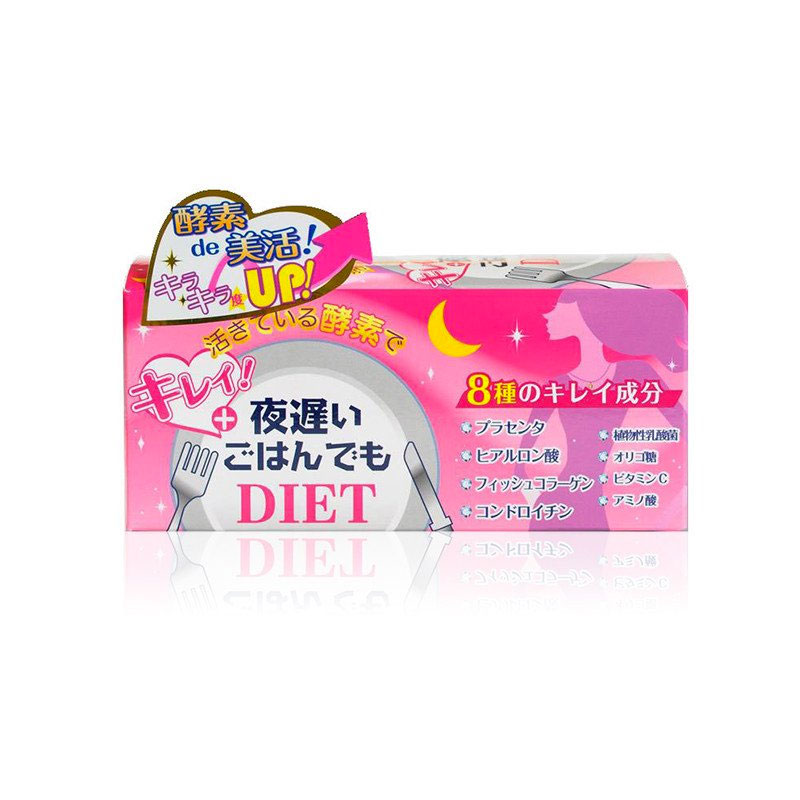 酵素
de 美活!
キラ
キラ度 UP!
活きている酵素で
キレイ!
+
夜遅い
ごはんでも
DIET
8種のキレイ成分
プラセンタ
ヒアルロン酸
フィッシュコラーゲン
コンドロイチン
植物性乳酸菌
オリゴ糖
ビタミンC
アミノ酸